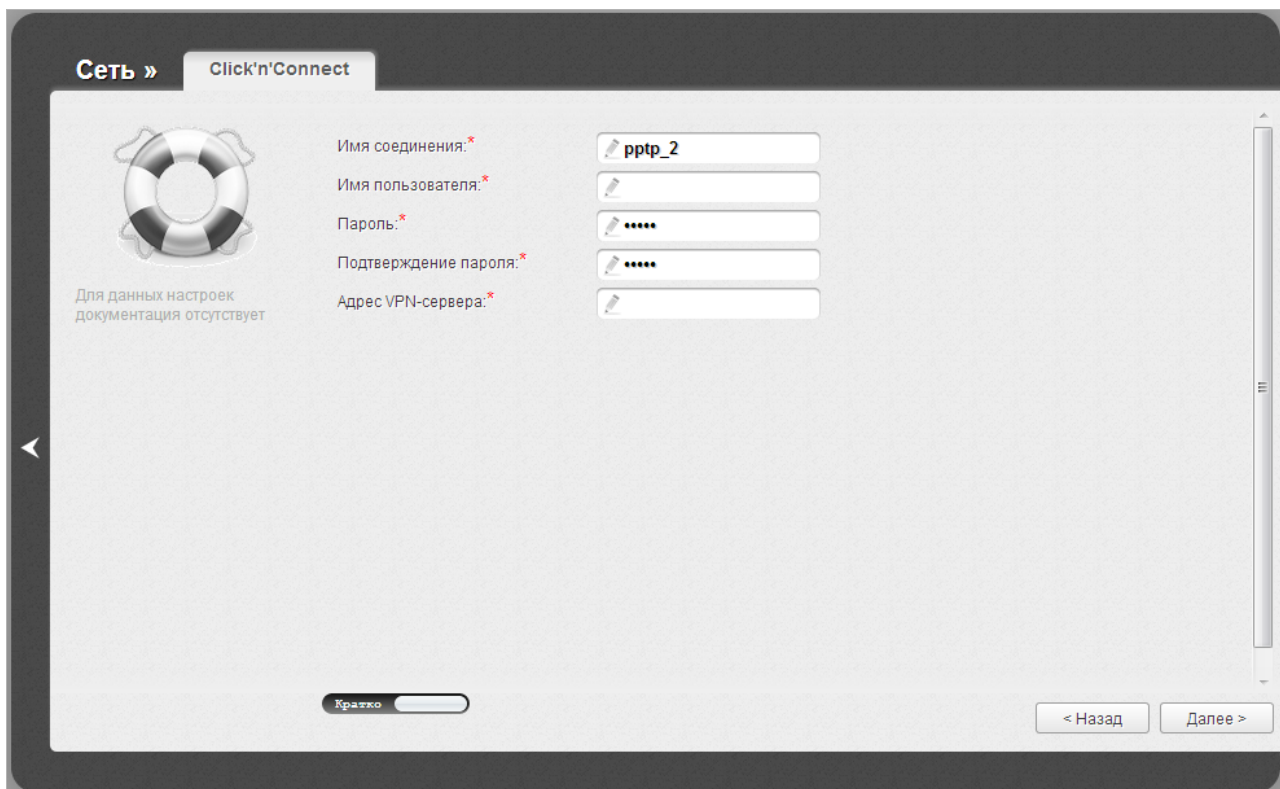 Сеть »
Click'n'Connect
Имя соединения:*
pptp_2
Имя пользователя:*
Пароль:*
•••••
Подтверждение пароля:*
•••••
Адрес VPN-сервера:*
Для данных настроек
документация отсутствует
Кратко
< Назад
Далее >